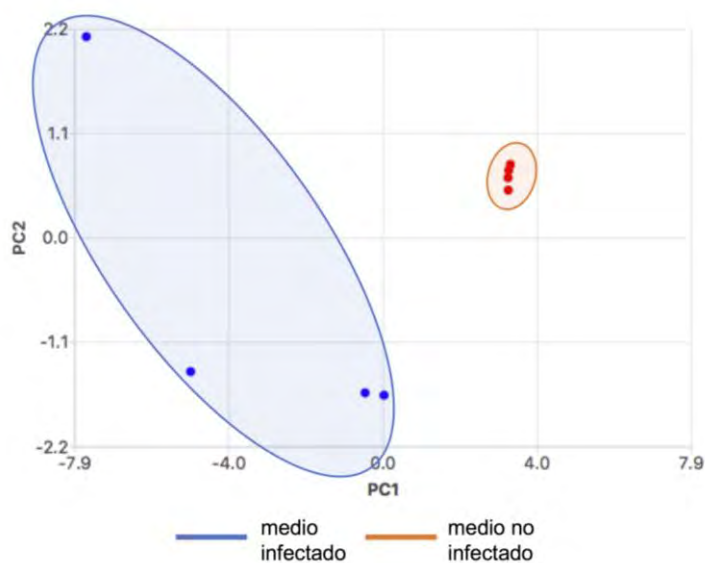 2.2
1.1
0.0
-1.1
-2.2
PC2
-7.9 -4.0 0.0 4.0 7.9
PC1
medio
infectado
medio no
infectado